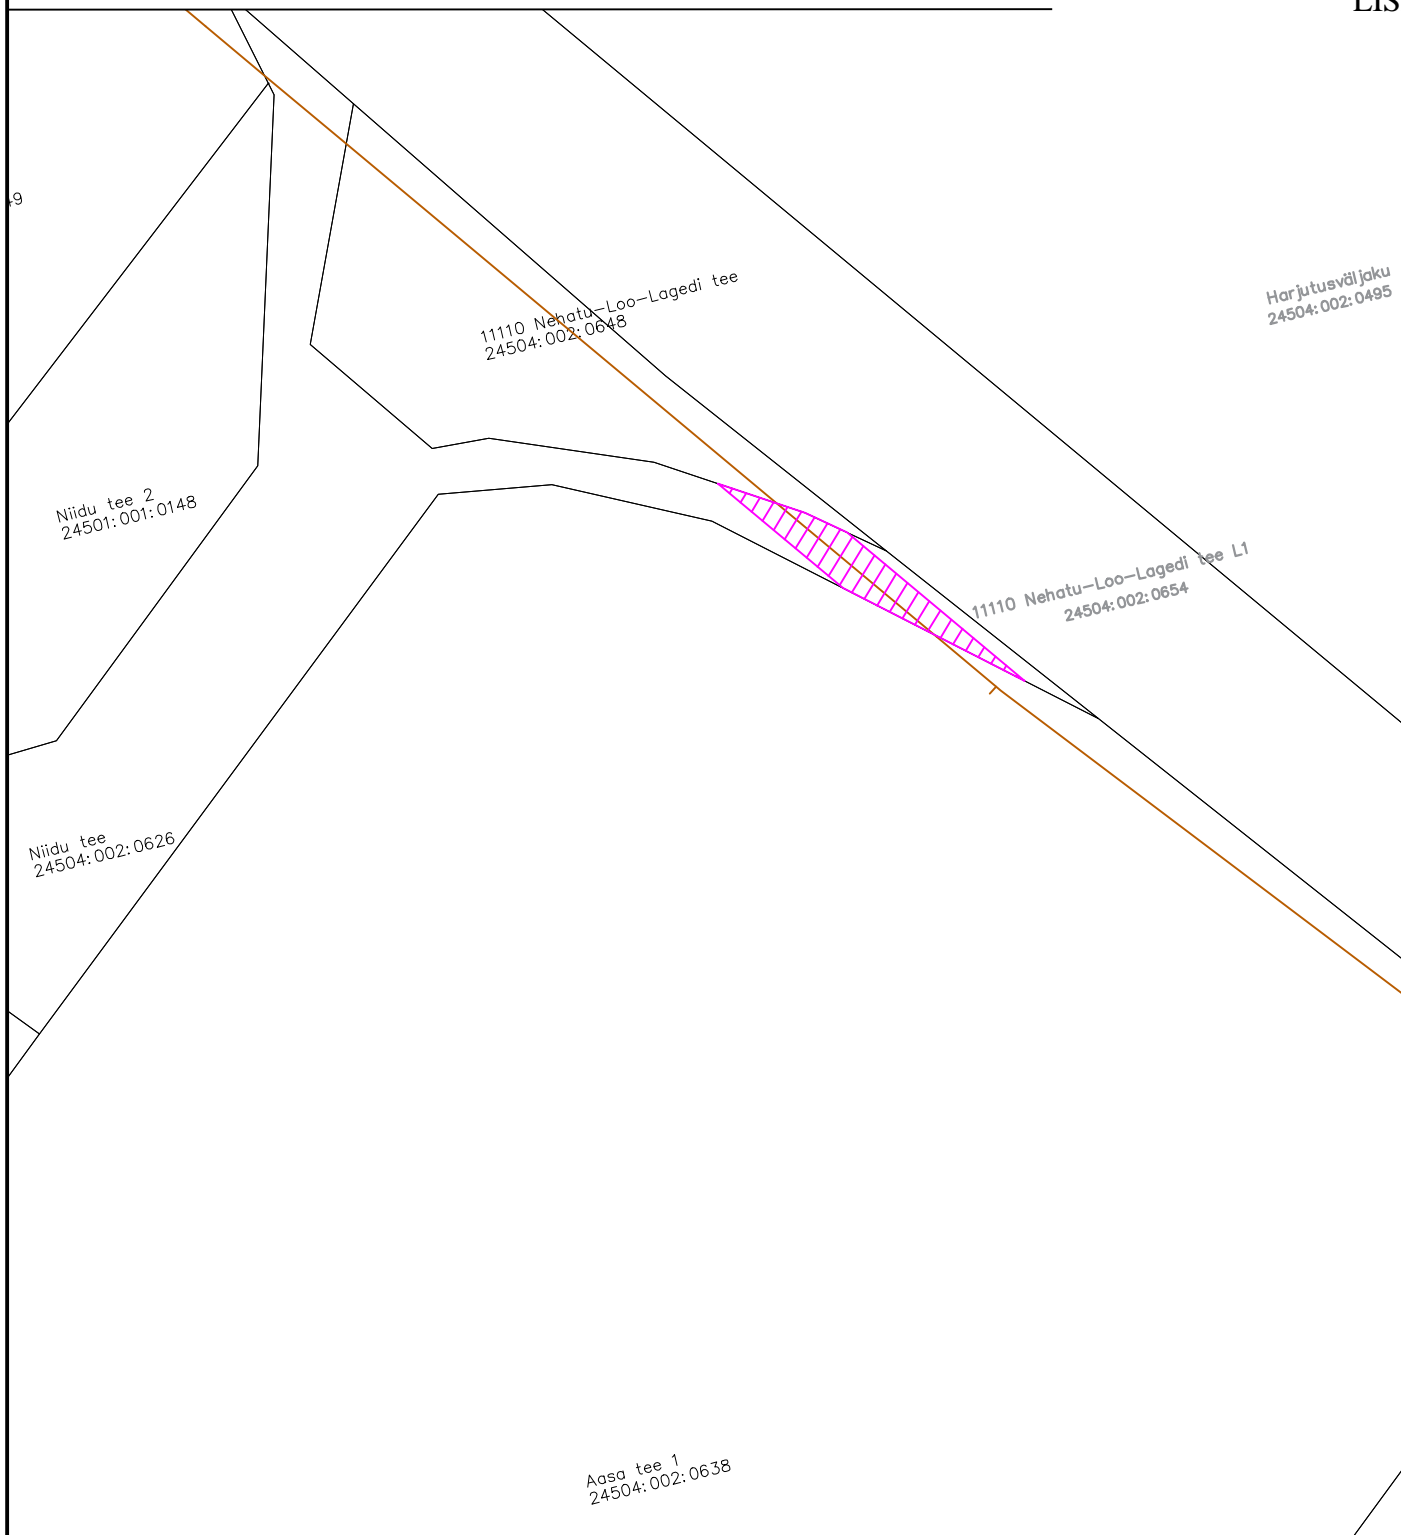 LIS
49
Harjutusväljaku
24504:002:0495
11110 Nehatu-Loo-Lagedi tee
24504:002:0648
Niidu tee 2
24501:001:0148
11110 Nehatu-Loo-Lagedi tee L1
24504:002:0654
Niidu tee
24504:002:0626
Aasa tee 1
24504:002:0638